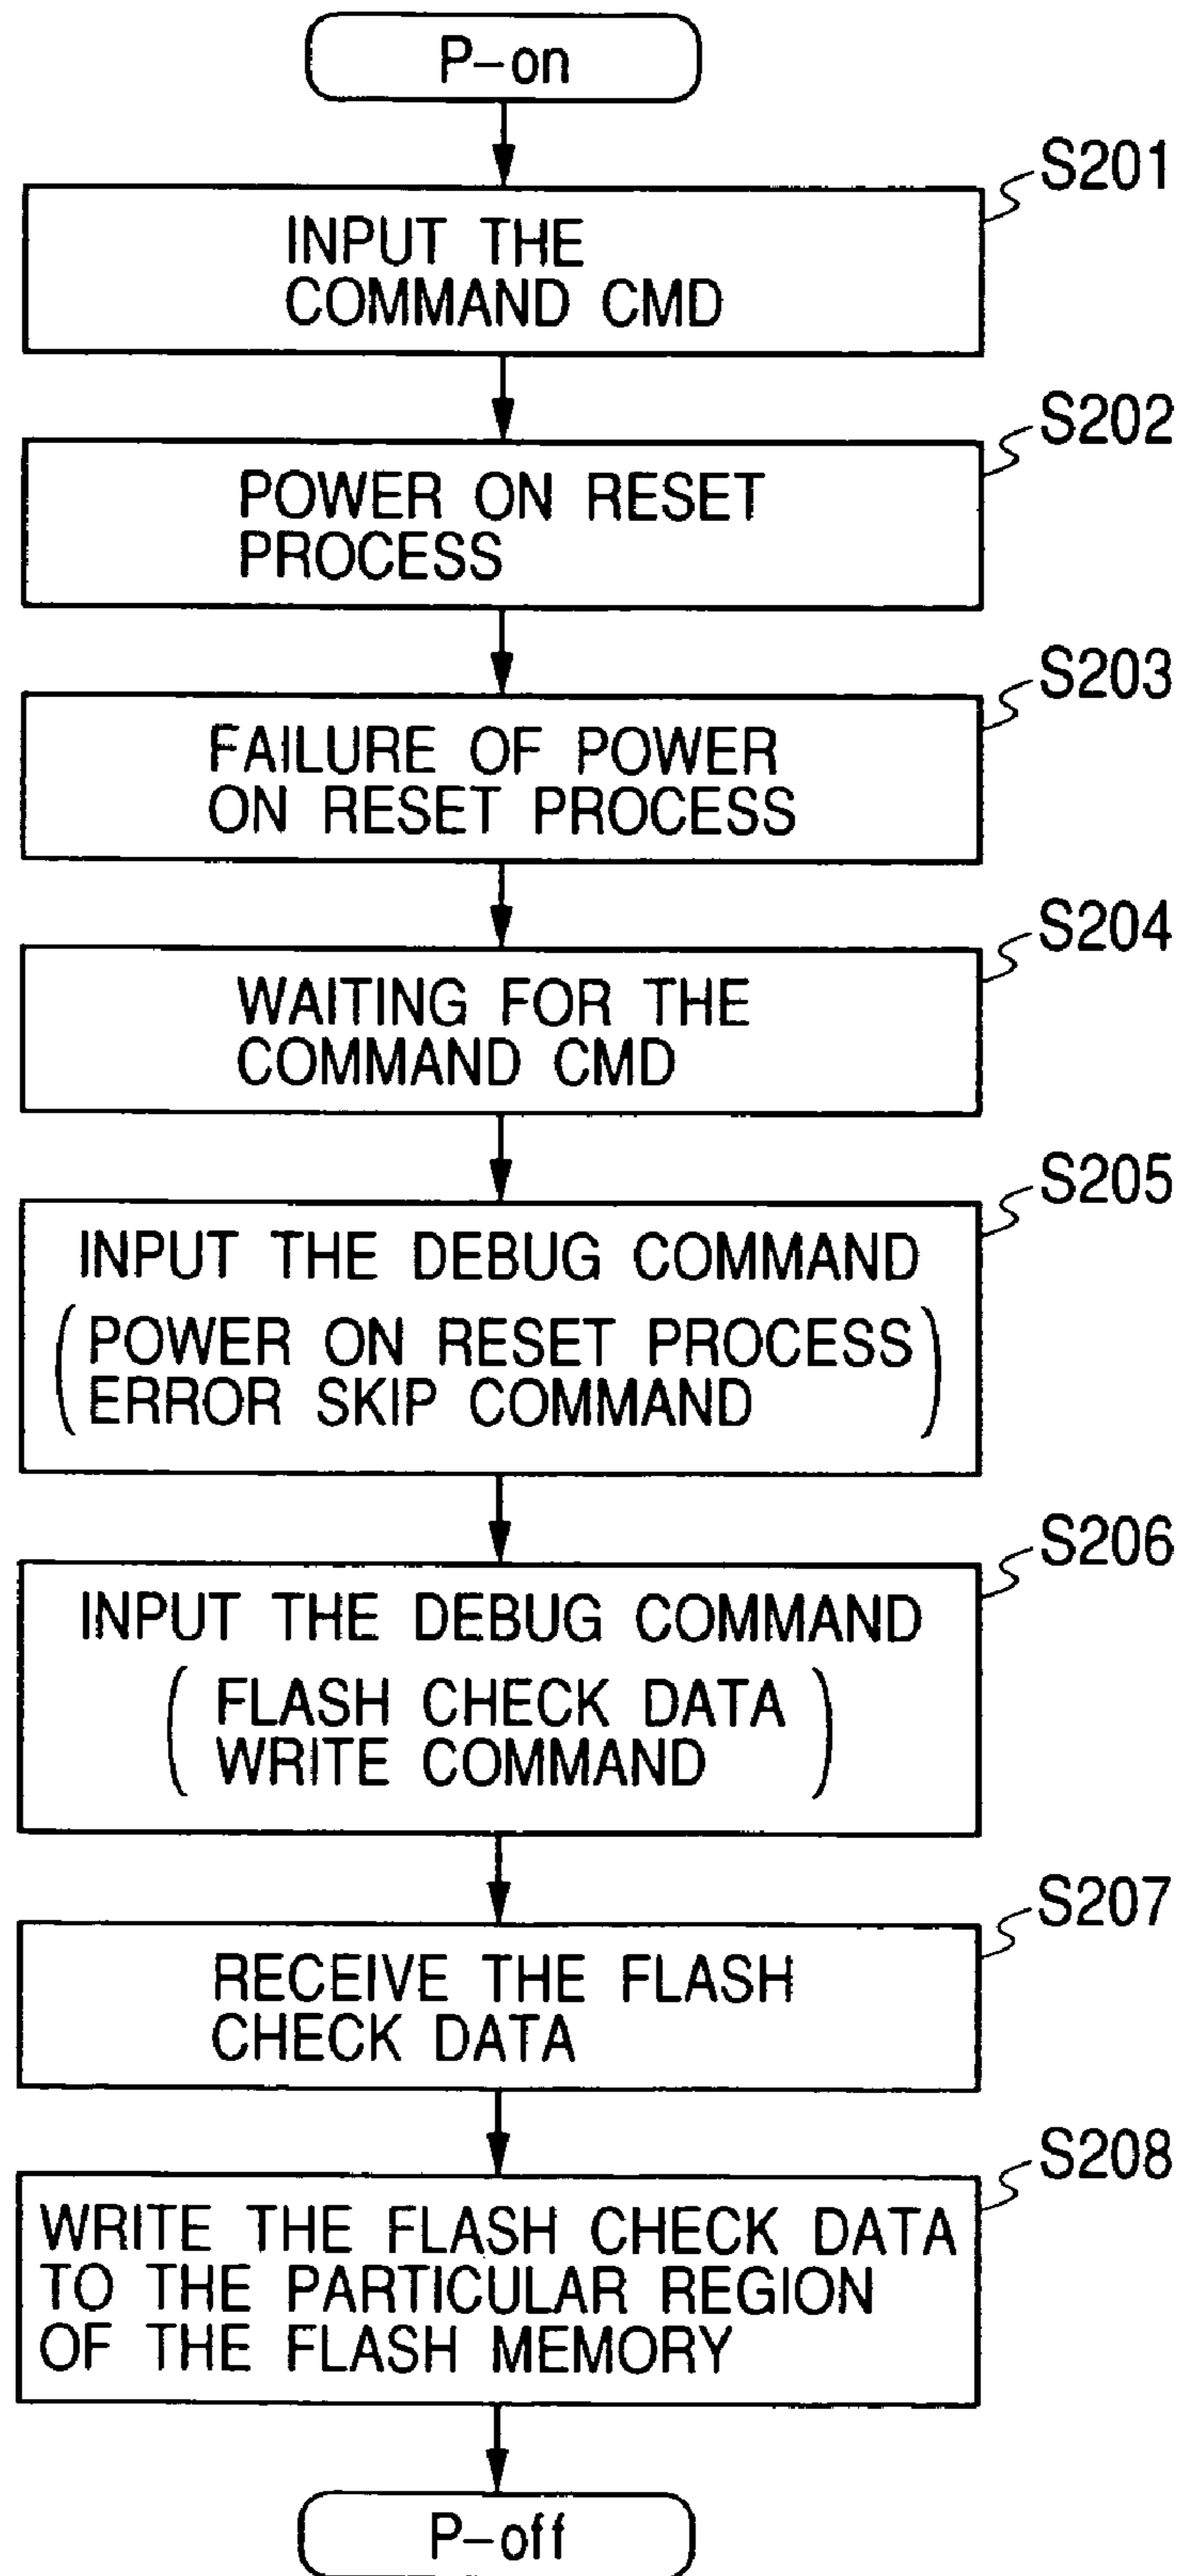 P-on
S201
INPUT THE
COMMAND CMD
S202
POWER ON RESET
PROCESS
S203
FAILURE OF POWER
ON RESET PROCESS
S204
WAITING FOR THE
COMMAND CMD
S205
INPUT THE DEBUG COMMAND
(POWER ON RESET PROCESS
ERROR SKIP COMMAND)
S206
INPUT THE DEBUG COMMAND
(FLASH CHECK DATA
WRITE COMMAND)
S207
RECEIVE THE FLASH
CHECK DATA
S208
WRITE THE FLASH CHECK DATA
TO THE PARTICULAR REGION
OF THE FLASH MEMORY
P-off